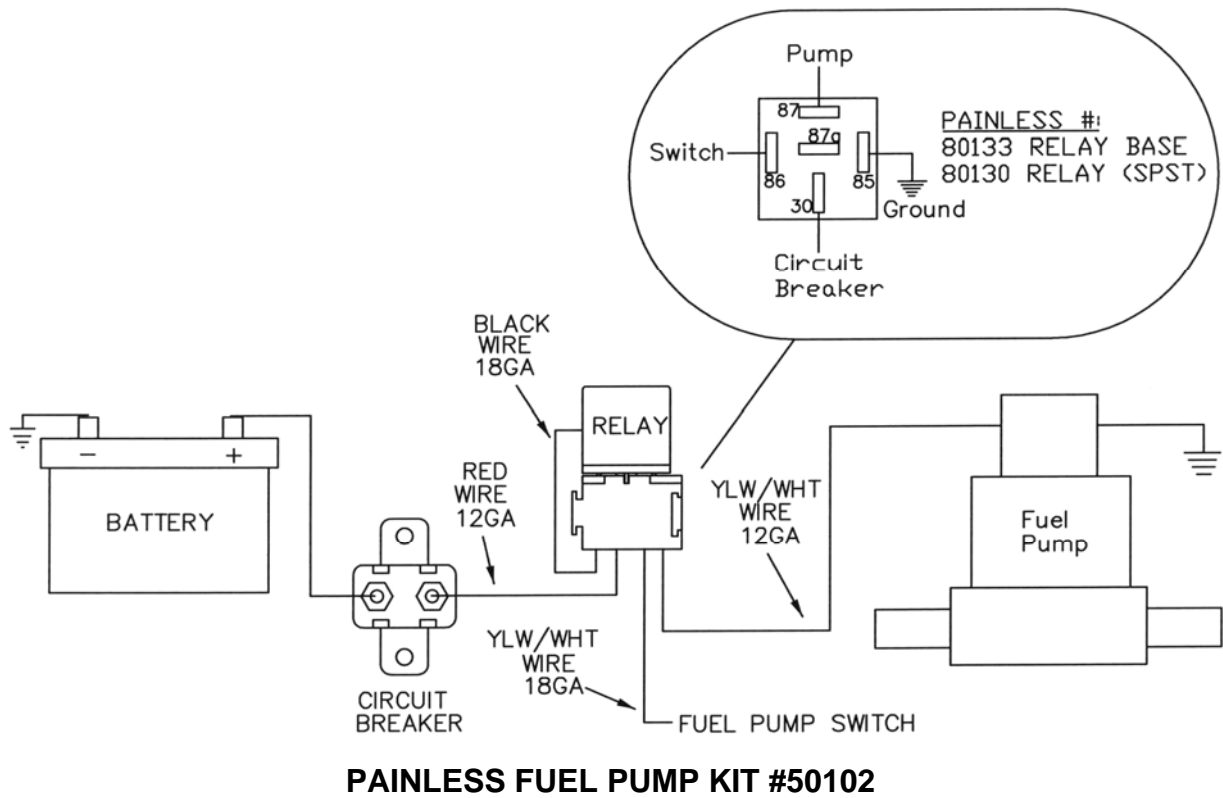 Pump
87
87a
Switch
86
85
30
Ground
Circuit
Breaker
PAINLESS #:
80133 RELAY BASE
80130 RELAY (SPST)
BLACK
WIRE
18GA
RELAY
RED
WIRE
12GA
YLW/WHT
WIRE
12GA
−
+
BATTERY
Fuel
Pump
YLW/WHT
WIRE
18GA
CIRCUIT
BREAKER
FUEL PUMP SWITCH
PAINLESS FUEL PUMP KIT #50102